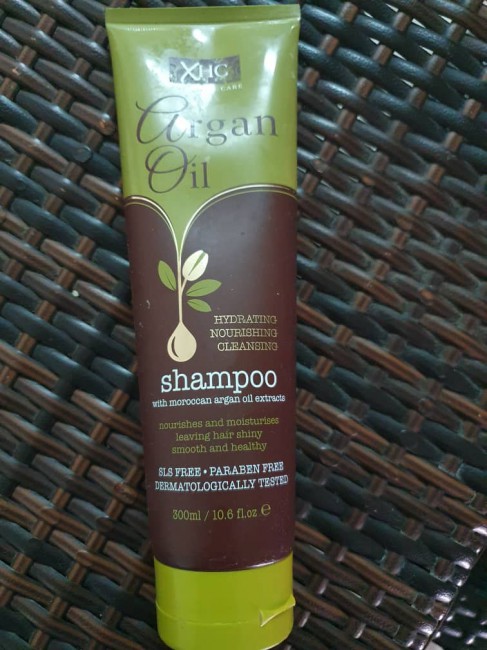 XHC
CARE
Argan
Oil
HYDRATING
NOURISHING
CLEANSING
shampoo
with moroccan argan oil extracts
nourishes and moisturises
leaving hair shiny
smooth and healthy
SLS FREE • PARABEN FREE
DERMATOLOGICALLY TESTED
300ml / 10.6 fl.oz ℮